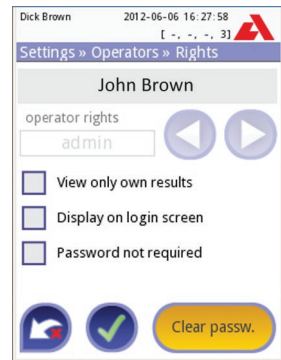 Dick Brown 2012-06-06 16:27:58
[ -, -, -, 3]
Settings » Operators » Rights
John Brown
operator rights
admin
View only own results
Display on login screen
Password not required
Clear passw.